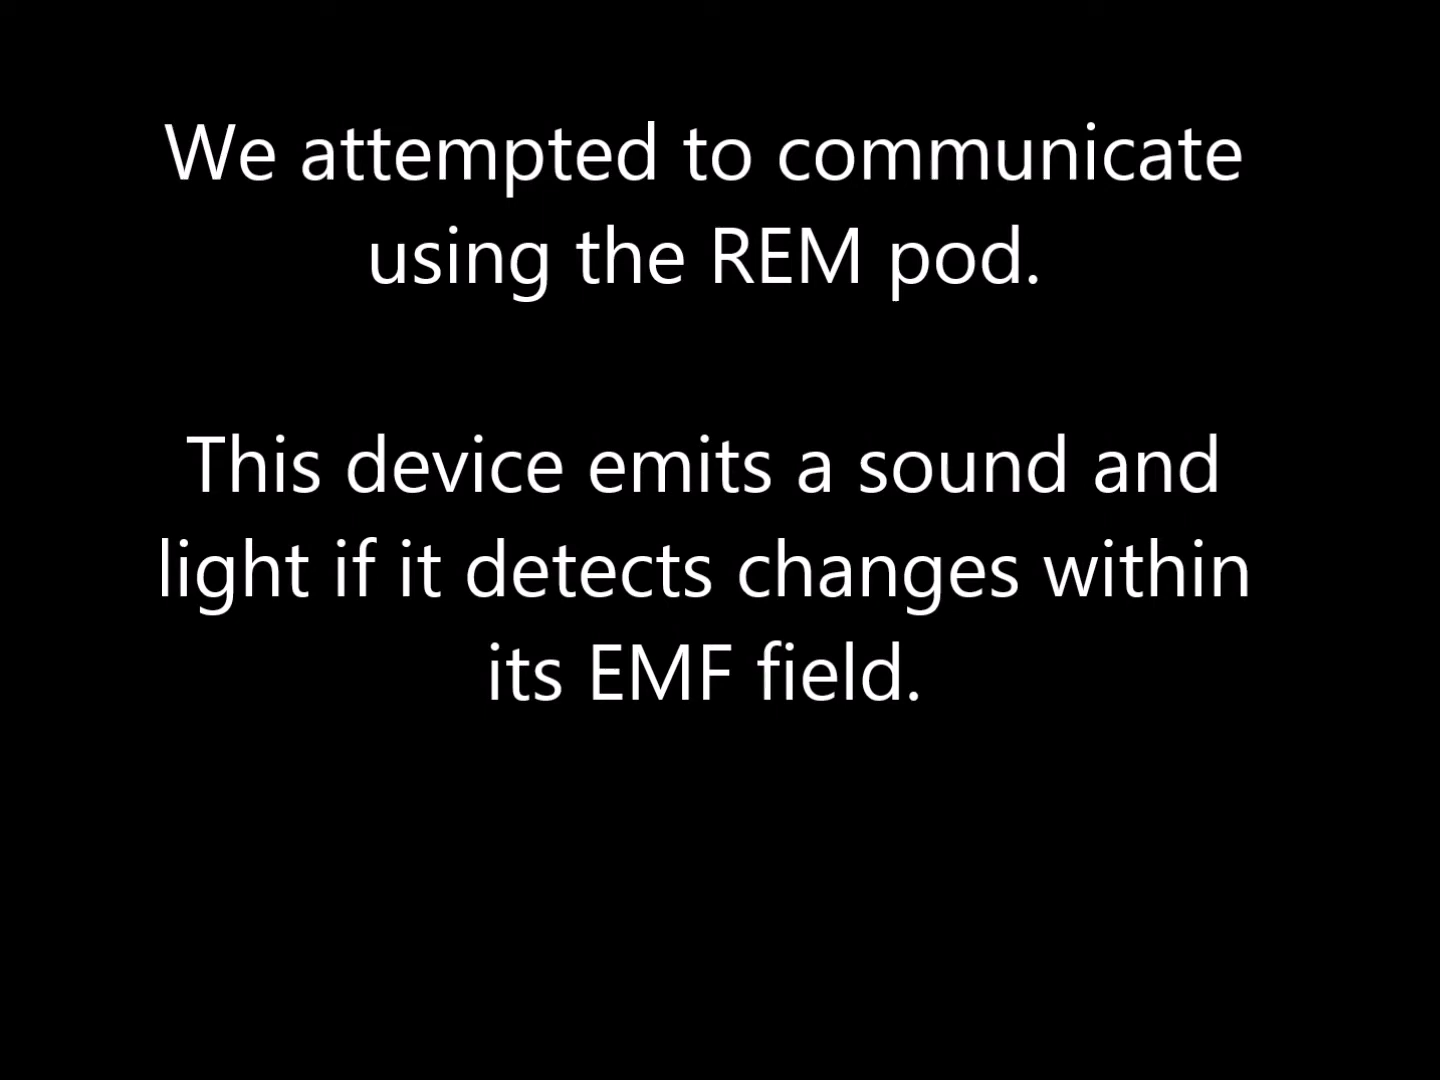 We attempted to communicate
using the REM pod.
This device emits a sound and
light if it detects changes within
its EMF field.